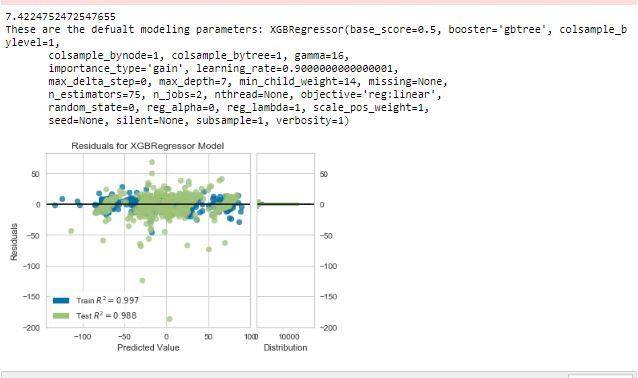 7.4224752472547655
These are the defualt modeling parameters: XGBRegressor(base_score=0.5, booster='gbtree', colsample_b
ylevel=1,
colsample_bynode=1, colsample_bytree=1, gamma=16,
importance_type='gain', learning_rate=0.9000000000000001,
max_delta_step=0, max_depth=7, min_child_weight=14, missing=None,
n_estimators=75, n_jobs=2, nthread=None, objective='reg:linear',
random_state=0, reg_alpha=0, reg_lambda=1, scale_pos_weight=1,
seed=None, silent=None, subsample=1, verbosity=1)
Residuals for XGBRegressor Model
50 50
0 0
−50 −50
−100 −100
−150 −150
−200 −200
Residuals
Train R² = 0.997
Test R² = 0.988
−100 −50 0 50 100 0 10000
Predicted Value Distribution